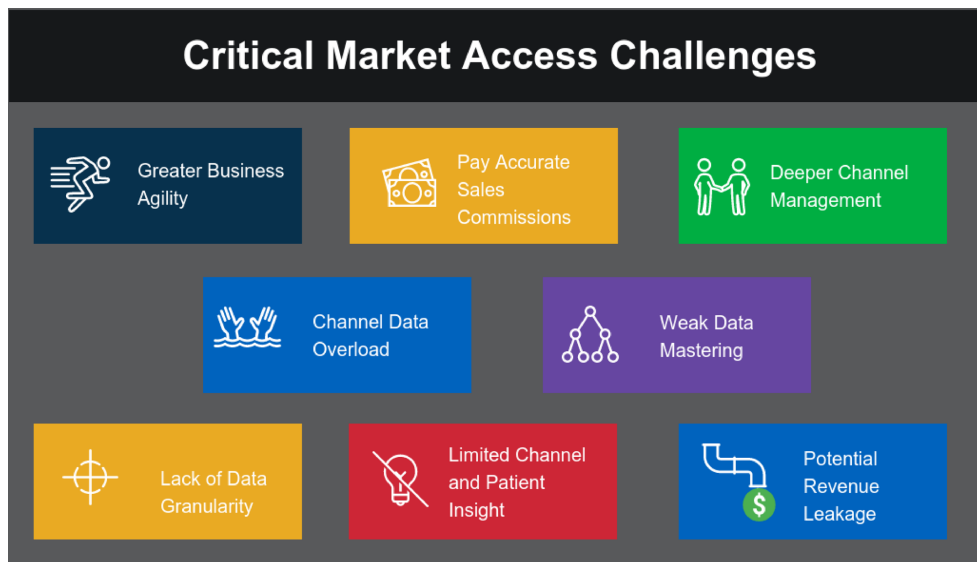 Critical Market Access Challenges
Greater Business
Agility
Pay Accurate
Sales
Commissions
Deeper Channel
Management
Channel Data
Overload
Weak Data
Mastering
Lack of Data
Granularity
Limited Channel
and Patient
Insight
Potential
Revenue
Leakage
$